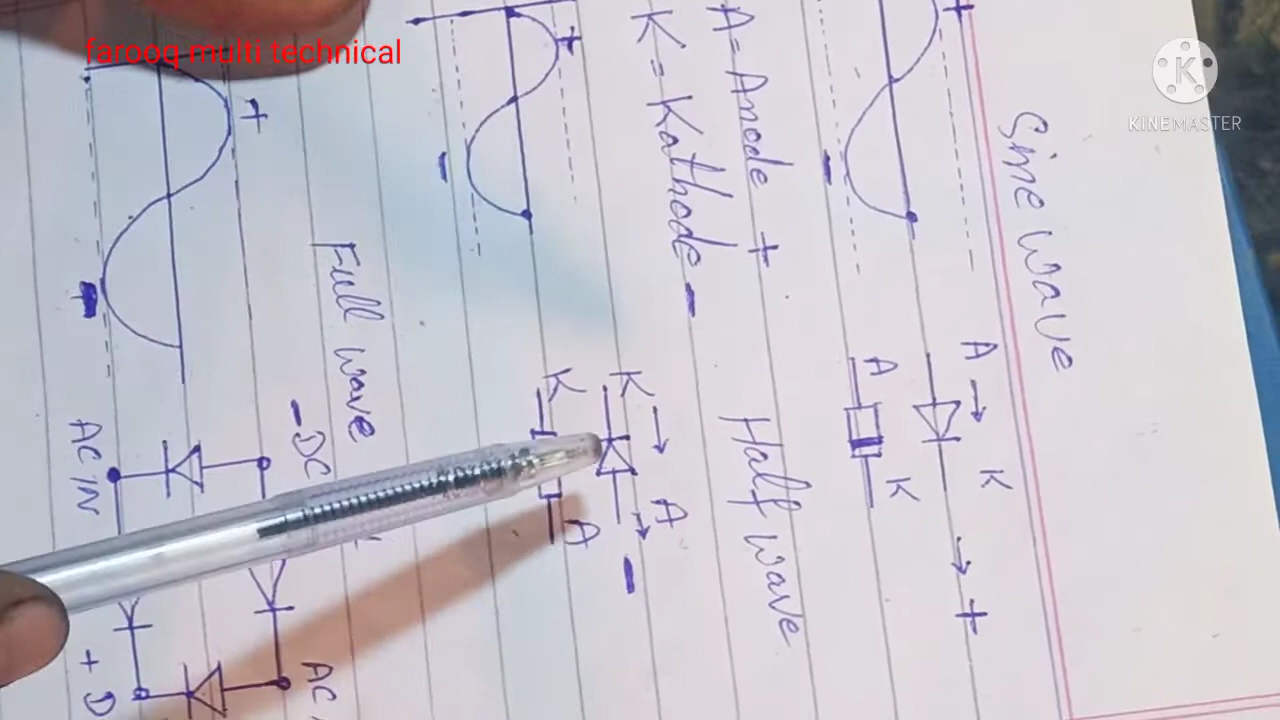 farooq multi technical
KINEMASTER
Sine wave
A → K → +
A K
A = Anode +
K = Kathode -
Half wave
K → A → -
K A
Full wave
+
-
- DC
AC IN
AC
+ D